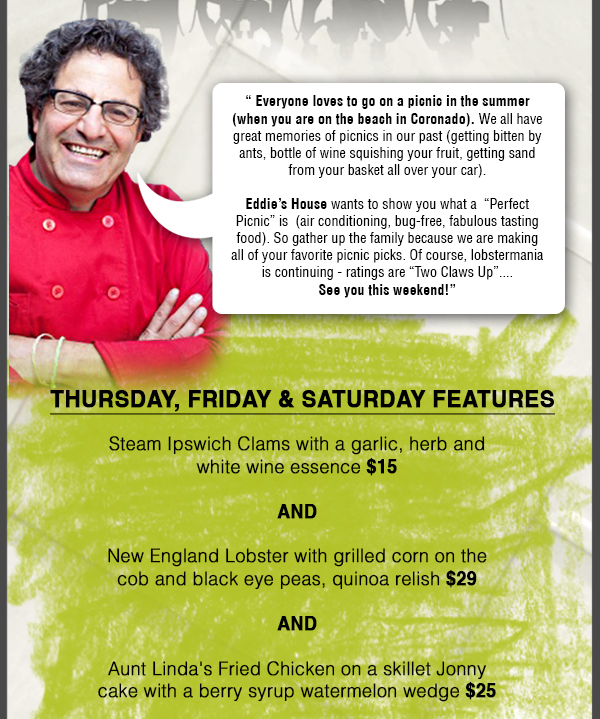 “ Everyone loves to go on a picnic in the summer
(when you are on the beach in Coronado). We all have
great memories of picnics in our past (getting bitten by
ants, bottle of wine squishing your fruit, getting sand
from your basket all over your car).
Eddie’s House wants to show you what a “Perfect
Picnic” is (air conditioning, bug-free, fabulous tasting
food). So gather up the family because we are making
all of your favorite picnic picks. Of course, lobstermania
is continuing - ratings are “Two Claws Up”....
See you this weekend!”
THURSDAY, FRIDAY & SATURDAY FEATURES
Steam Ipswich Clams with a garlic, herb and
white wine essence $15
AND
New England Lobster with grilled corn on the
cob and black eye peas, quinoa relish $29
AND
Aunt Linda's Fried Chicken on a skillet Jonny
cake with a berry syrup watermelon wedge $25